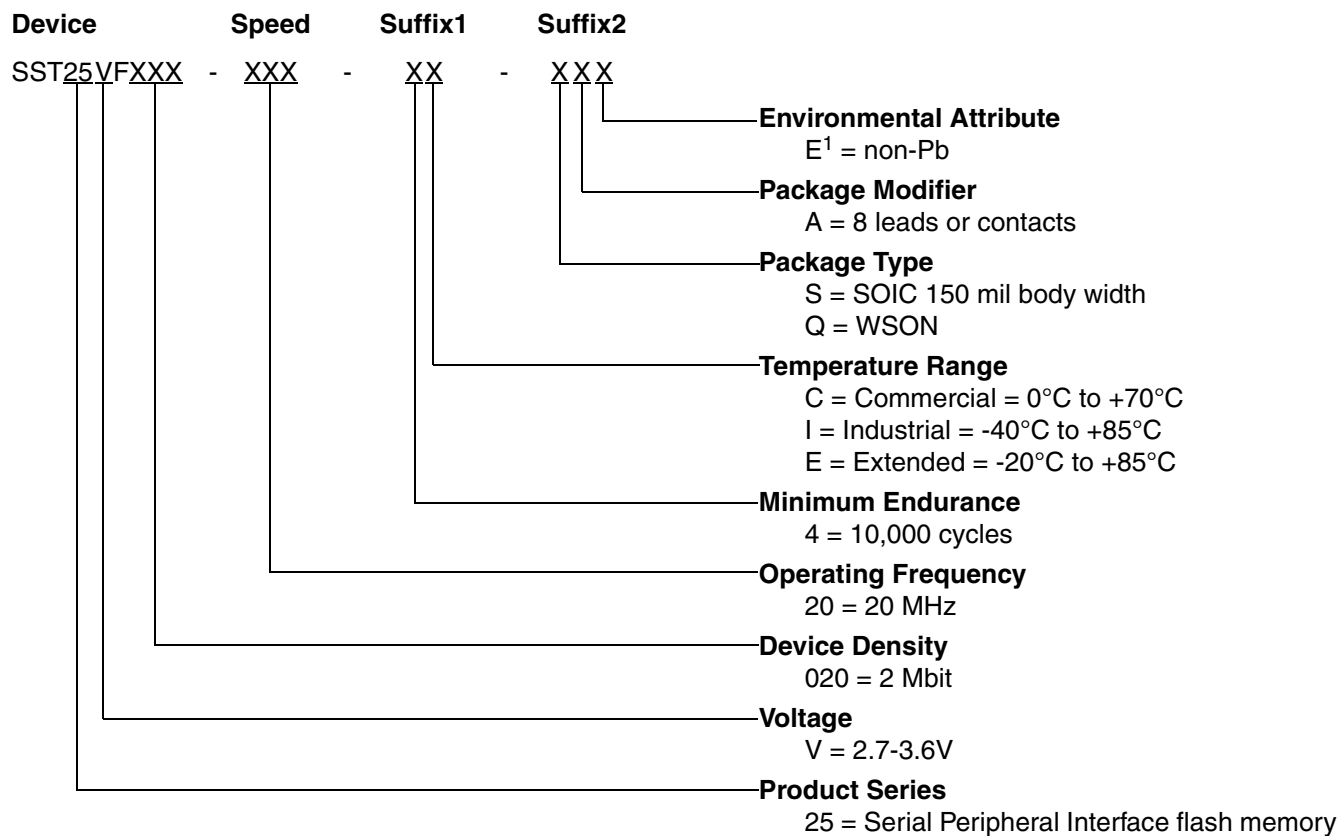 Device Speed Suffix1 Suffix2
SST25VFXXX - XXX - XX - XXX
Environmental Attribute
E1 = non-Pb
Package Modifier
A = 8 leads or contacts
Package Type
S = SOIC 150 mil body width
Q = WSON
Temperature Range
C = Commercial = 0°C to +70°C
I = Industrial = -40°C to +85°C
E = Extended = -20°C to +85°C
Minimum Endurance
4 = 10,000 cycles
Operating Frequency
20 = 20 MHz
Device Density
020 = 2 Mbit
Voltage
V = 2.7-3.6V
Product Series
25 = Serial Peripheral Interface flash memory